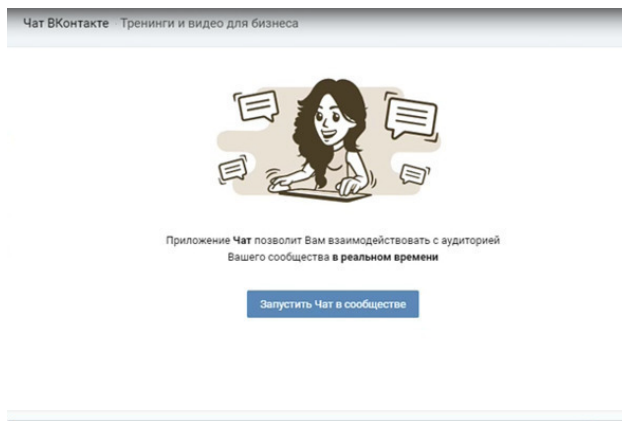 Чат ВКонтакте · Тренинги и видео для бизнеса
Приложение Чат позволит Вам взаимодействовать с аудиторией
Вашего сообщества в реальном времени
Запустить Чат в сообществе